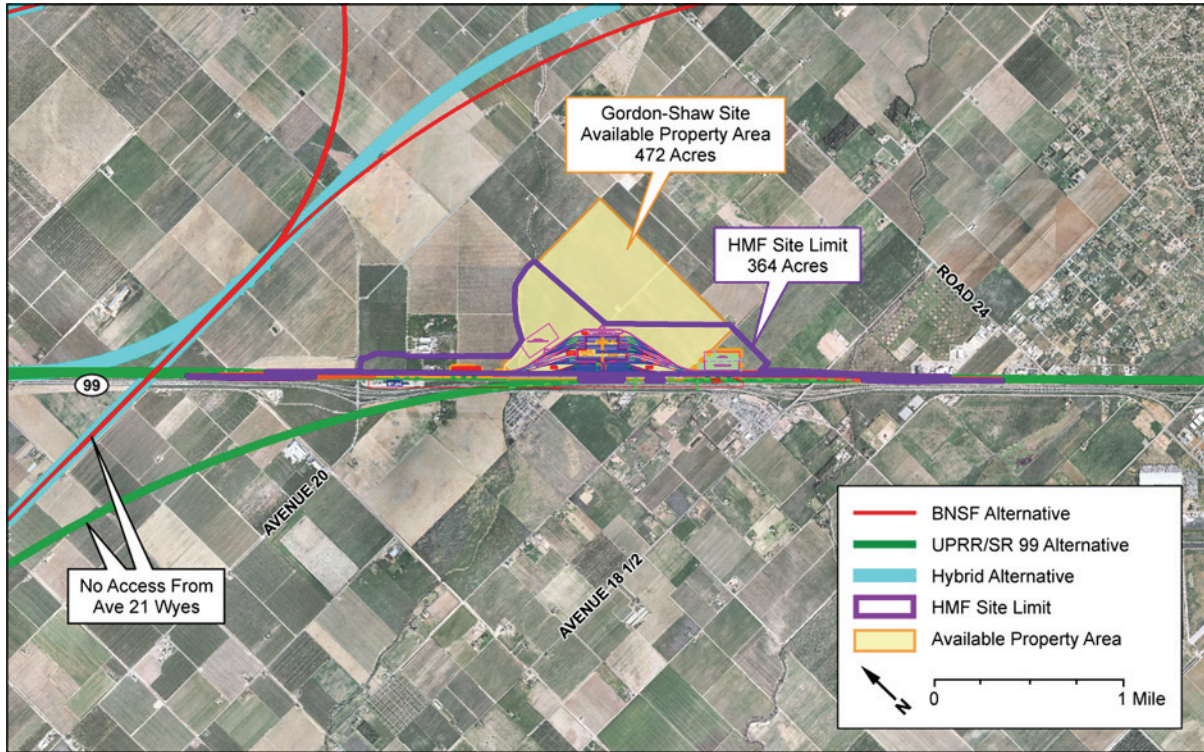 Gordon-Shaw Site
Available Property Area
472 Acres
HMF Site Limit
364 Acres
ROAD 24
99
AVENUE 20
AVENUE 18 1/2
No Access From
Ave 21 Wyes
BNSF Alternative
UPRR/SR 99 Alternative
Hybrid Alternative
HMF Site Limit
Available Property Area
N
0
1 Mile